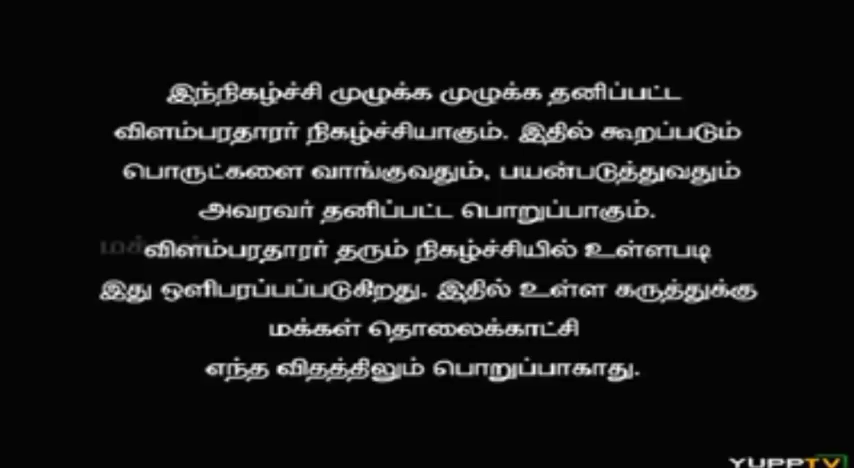 இந்நிகழ்ச்சி முழுக்க முழுக்க தனிப்பட்ட
விளம்பரதாரர் நிகழ்ச்சியாகும். இதில் கூறப்படும்
பொருட்களை வாங்குவதும், பயன்படுத்துவதும்
அவரவர் தனிப்பட்ட பொறுப்பாகும்.
விளம்பரதாரர் தரும் நிகழ்ச்சியில் உள்ளபடி
இது ஒளிபரப்பப்படுகிறது. இதில் உள்ள கருத்துக்கு
மக்கள் தொலைக்காட்சி
எந்த விதத்திலும் பொறுப்பாகாது.
YUPPTV